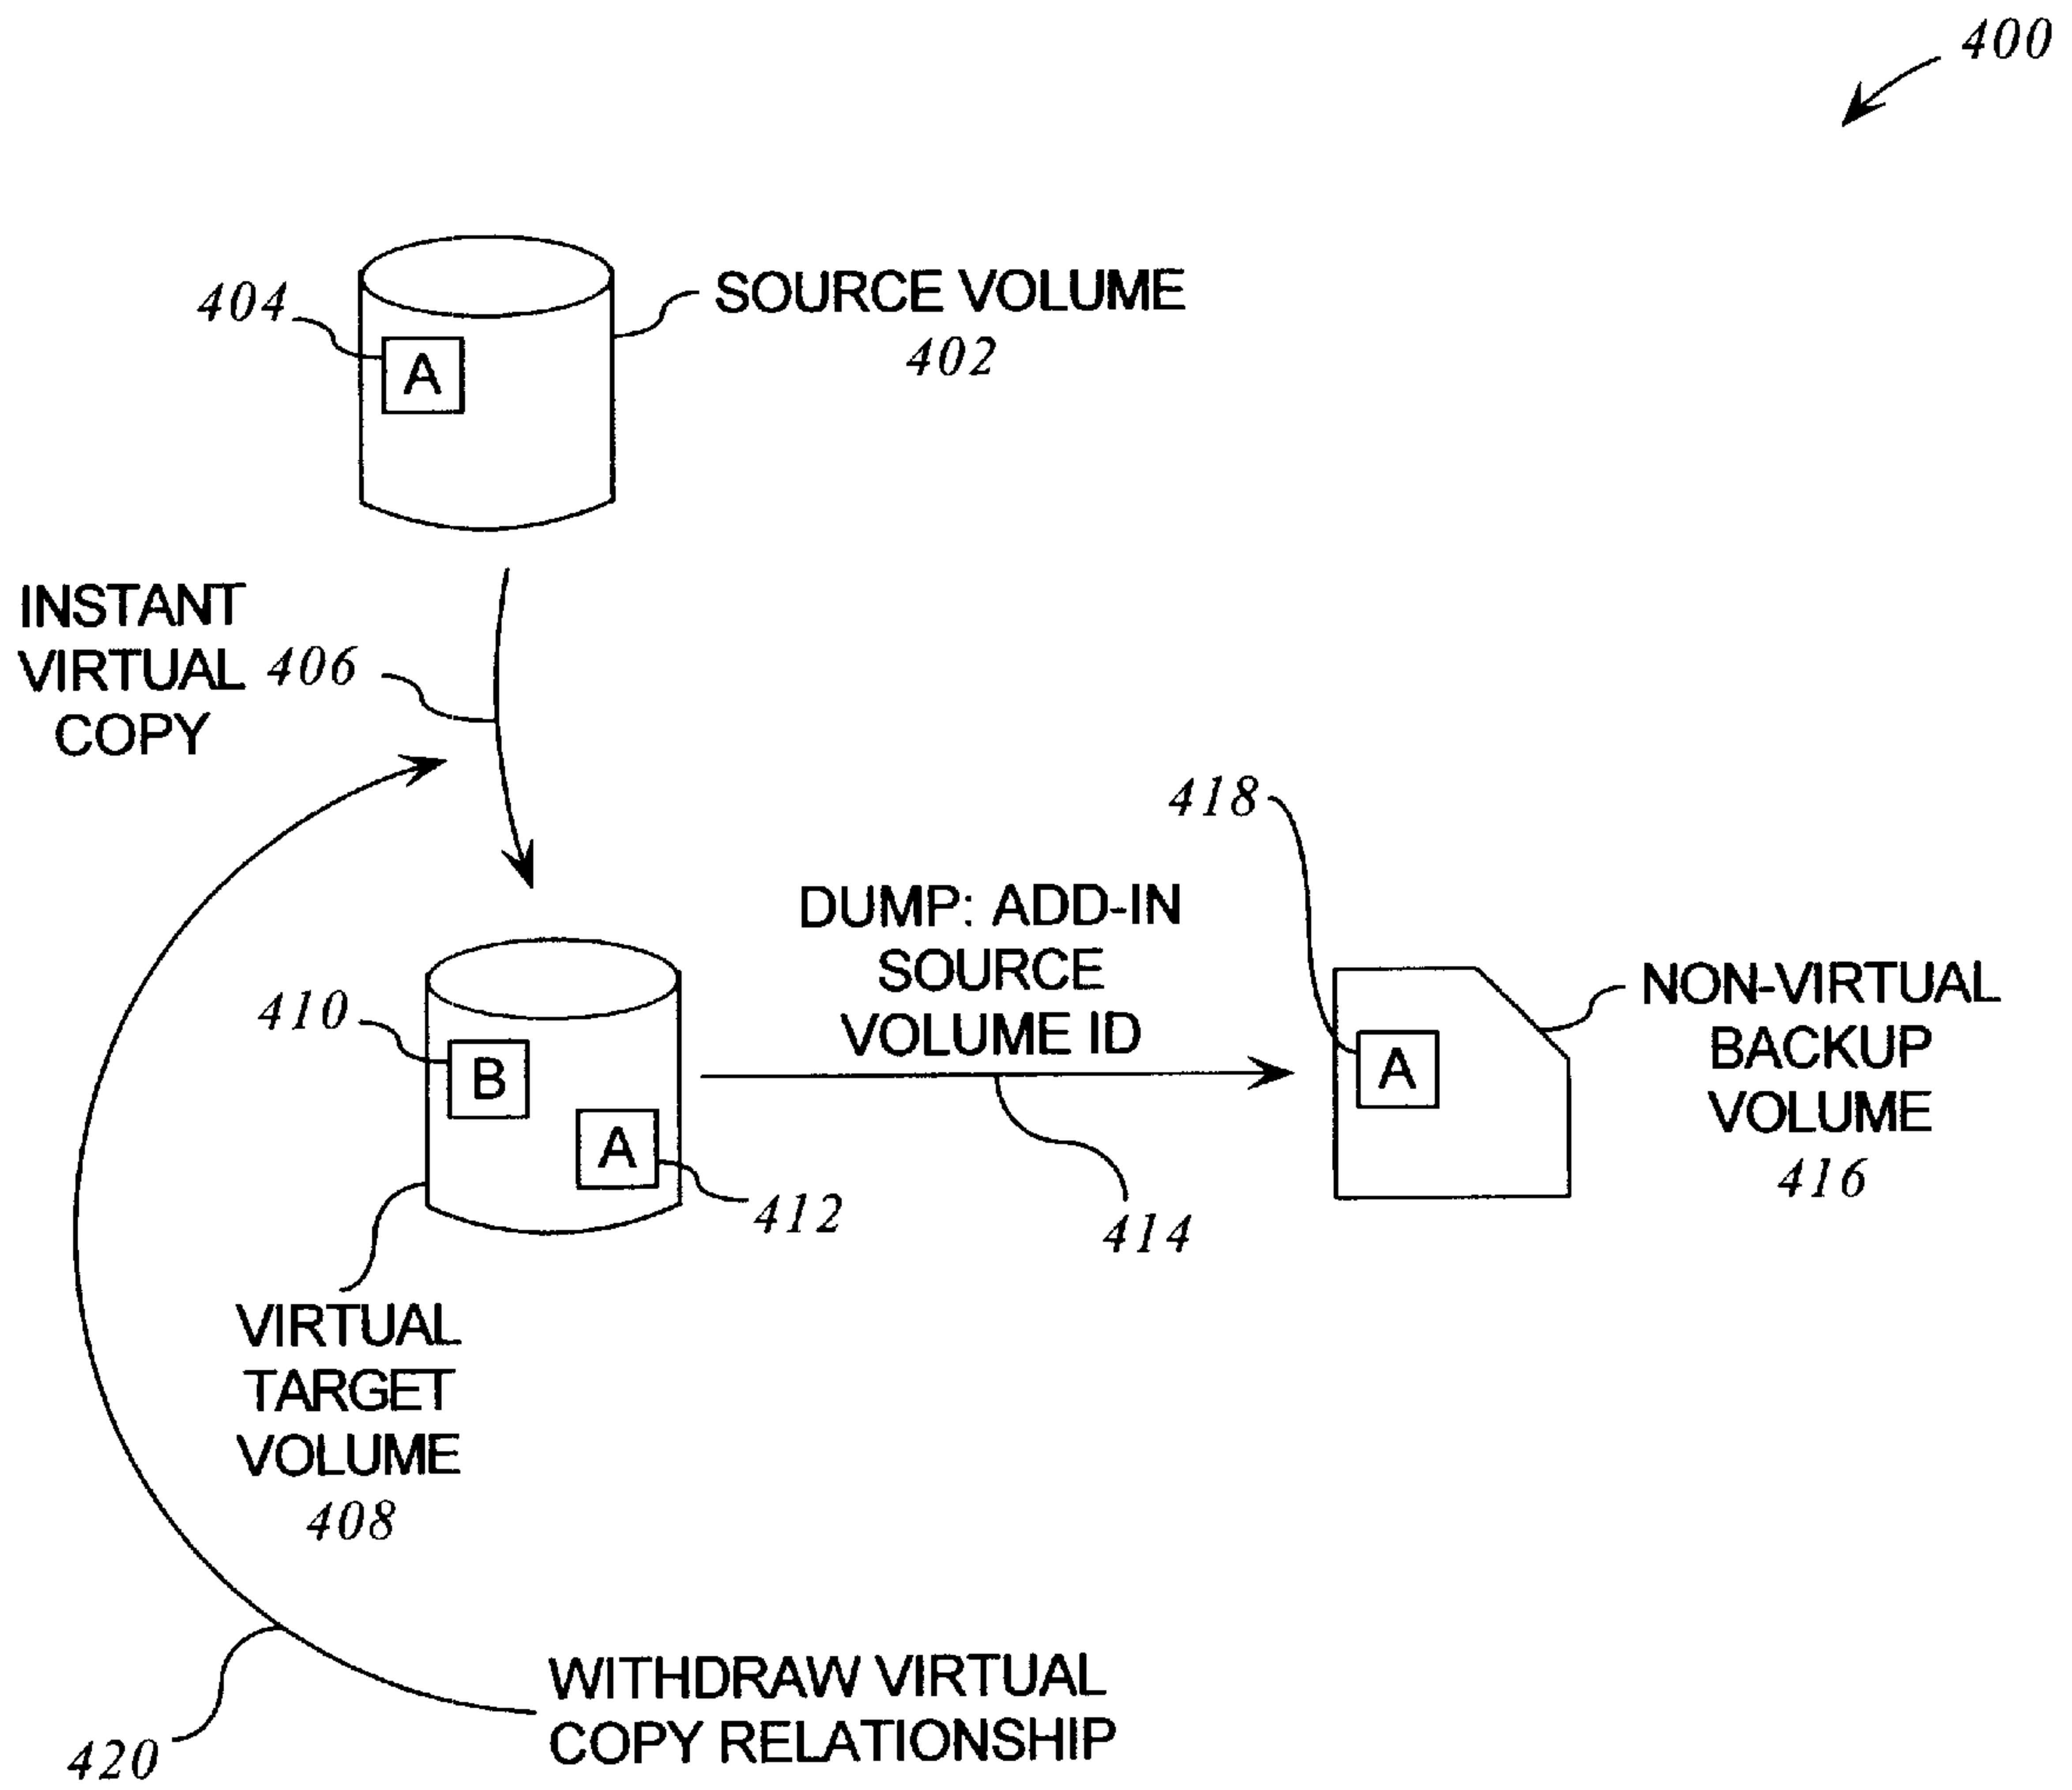 400
404
SOURCE VOLUME
402
A
INSTANT
VIRTUAL 406
COPY
418
DUMP: ADD-IN
SOURCE
VOLUME ID
410
B
A
412
414
A
NON-VIRTUAL
BACKUP
VOLUME
416
VIRTUAL
TARGET
VOLUME
408
WITHDRAW VIRTUAL
COPY RELATIONSHIP
420